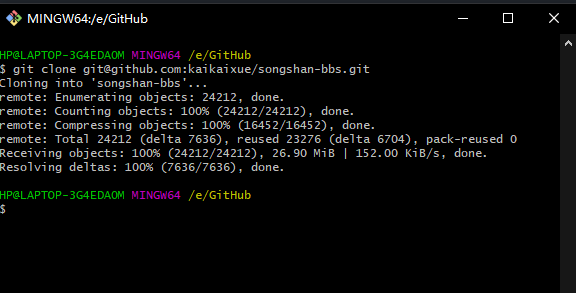 MINGW64:/e/GitHub
HP@LAPTOP-3G4EDAOM MINGW64 /e/GitHub
$ git clone git@github.com:kaikaixue/songshan-bbs.git
Cloning into 'songshan-bbs'...
remote: Enumerating objects: 24212, done.
remote: Counting objects: 100% (24212/24212), done.
remote: Compressing objects: 100% (16452/16452), done.
remote: Total 24212 (delta 7636), reused 23276 (delta 6704), pack-reused 0
Receiving objects: 100% (24212/24212), 26.90 MiB | 152.00 KiB/s, done.
Resolving deltas: 100% (7636/7636), done.
HP@LAPTOP-3G4EDAOM MINGW64 /e/GitHub
$